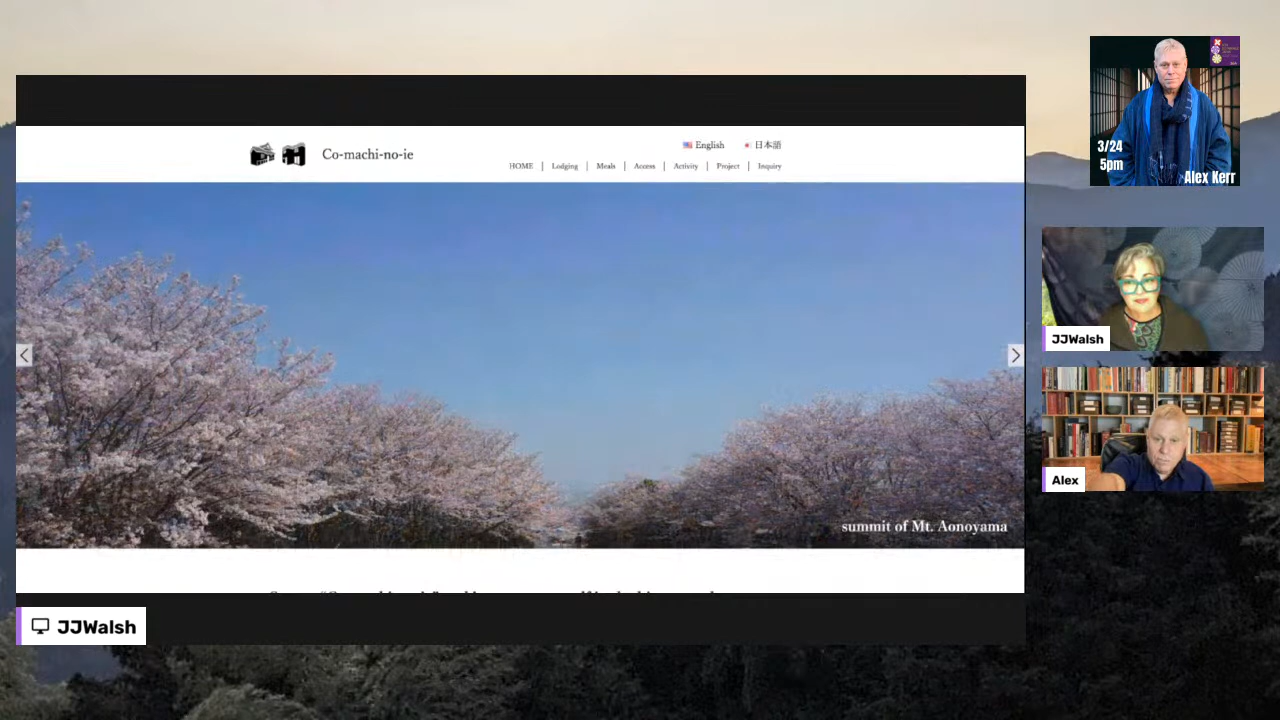 Co-machi-no-ie
English
日本語
HOME | Lodging | Meals | Access | Activity | Project | Inquiry
summit of Mt. Aonoyama
JJWalsh
3/24
5pm
Alex Kerr
JJWalsh
Alex